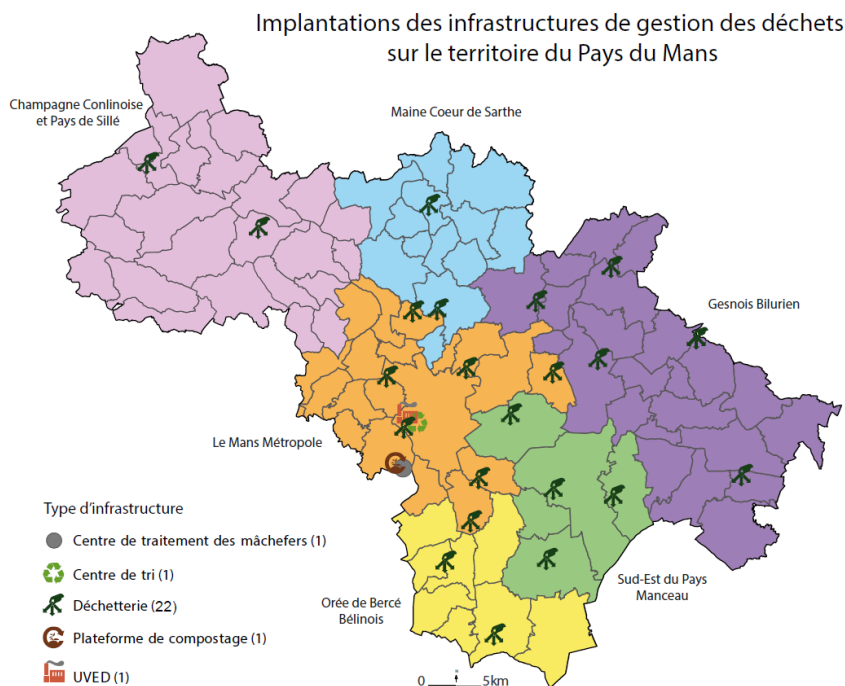 Implantations des infrastructures de gestion des déchets
sur le territoire du Pays du Mans
Champagne Conlinoise
et Pays de Sillé
Maine Coeur de Sarthe
Gesnois Bilurien
Le Mans Métropole
Type d'infrastructure
Centre de traitement des mâchefers (1)
Centre de tri (1)
Déchetterie (22)
Plateforme de compostage (1)
UVED (1)
Orée de Bercé
Bélinois
Sud-Est du Pays
Manceau
0 5km